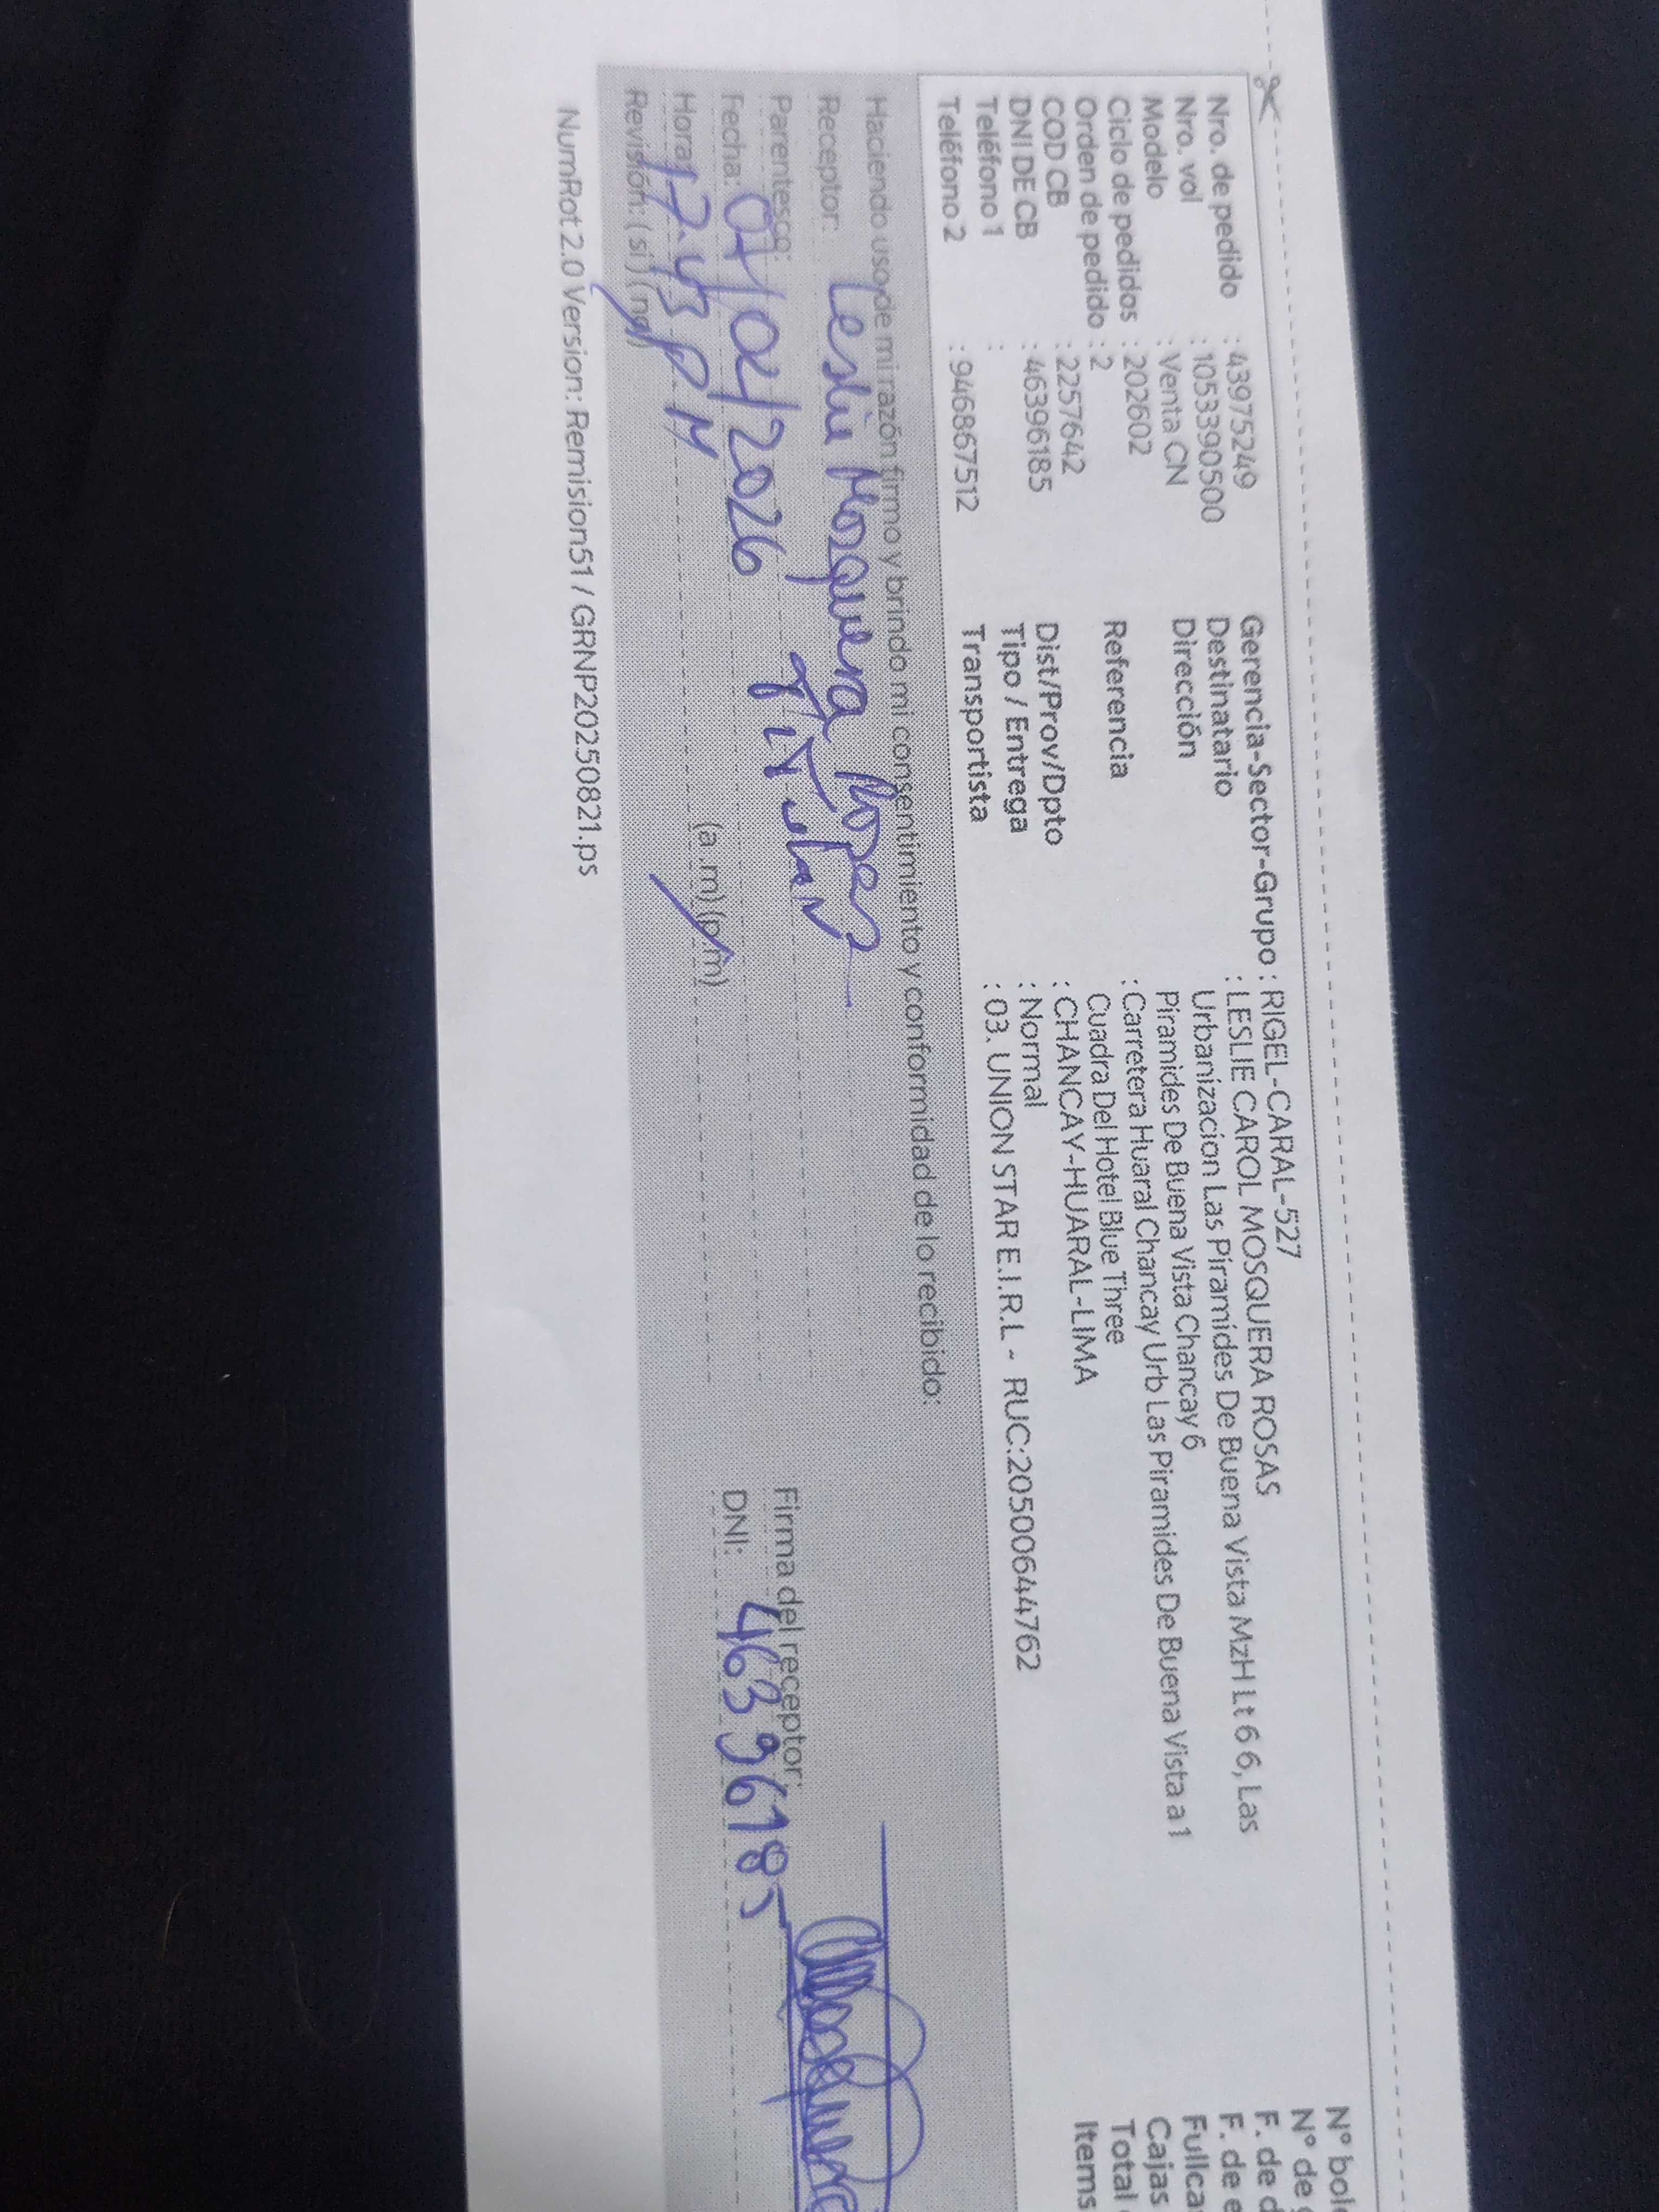 Nro. de pedido : 43975249
Nro. vol : 1053390500
Modelo : Venta CN
Ciclo de pedidos : 202602
Orden de pedido : 2
COD CB : 2257642
DNI DE CB : 46396185
Teléfono 1 :
Teléfono 2 : 946867512
Gerencia-Sector-Grupo : RIGEL-CARAL-527
Destinatario : LESLIE CAROL MOSQUERA ROSAS
Dirección Urbanizacion Las Piramides De Buena Vista MzH Lt 6 6, Las
Piramides De Buena Vista Chancay 6
Referencia : Carretera Huaral Chancay Urb Las Piramides De Buena Vista a 1
Cuadra Del Hotel Blue Three
Dist/Prov/Dpto : CHANCAY-HUARAL-LIMA
Tipo / Entrega : Normal
Transportista : 03. UNION STAR E.I.R.L - RUC:20500644762
N° bol
N° de
F. de d
F. de e
Fullca
Cajas
Total
Items
Haciendo uso de mi razón firmo y brindo mi consentimiento y conformidad de lo recibido:
Receptor: Leslie Mosquera Rosas
Parentesco: Titular
Fecha: 07/02/2026
Hora: 12:43 PM (a.m) (p.m)
Revisión: (si) (no)
Firma del receptor:
DNI: 46396185
NumRot 2.0 Version: Remision51 / GRNP20250821.ps